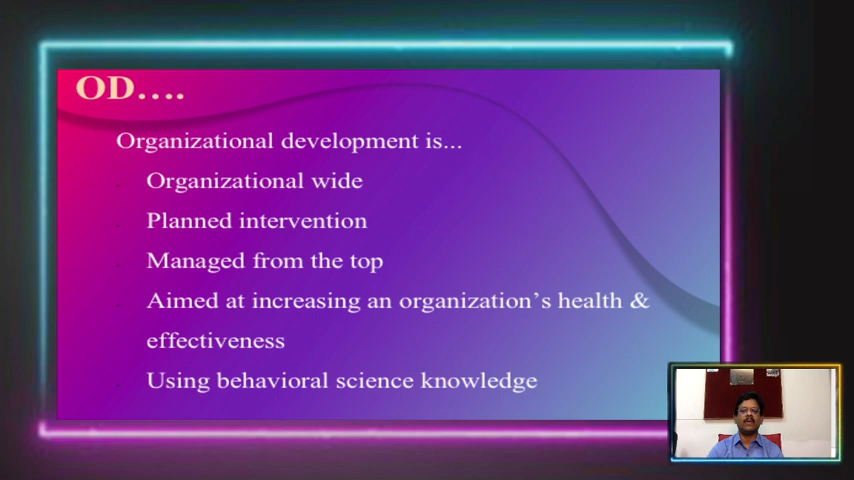 OD....
Organizational development is...
Organizational wide
Planned intervention
Managed from the top
Aimed at increasing an organization’s health &
effectiveness
Using behavioral science knowledge